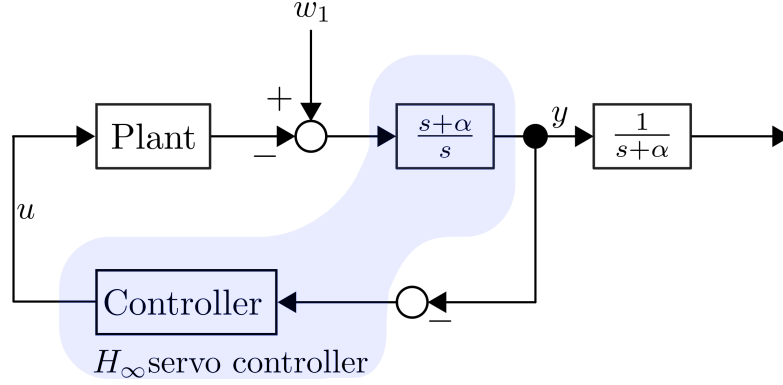 w₁
+
Plant
−
s+α
s
y
1
s+α
u
Controller
−
H∞servo controller